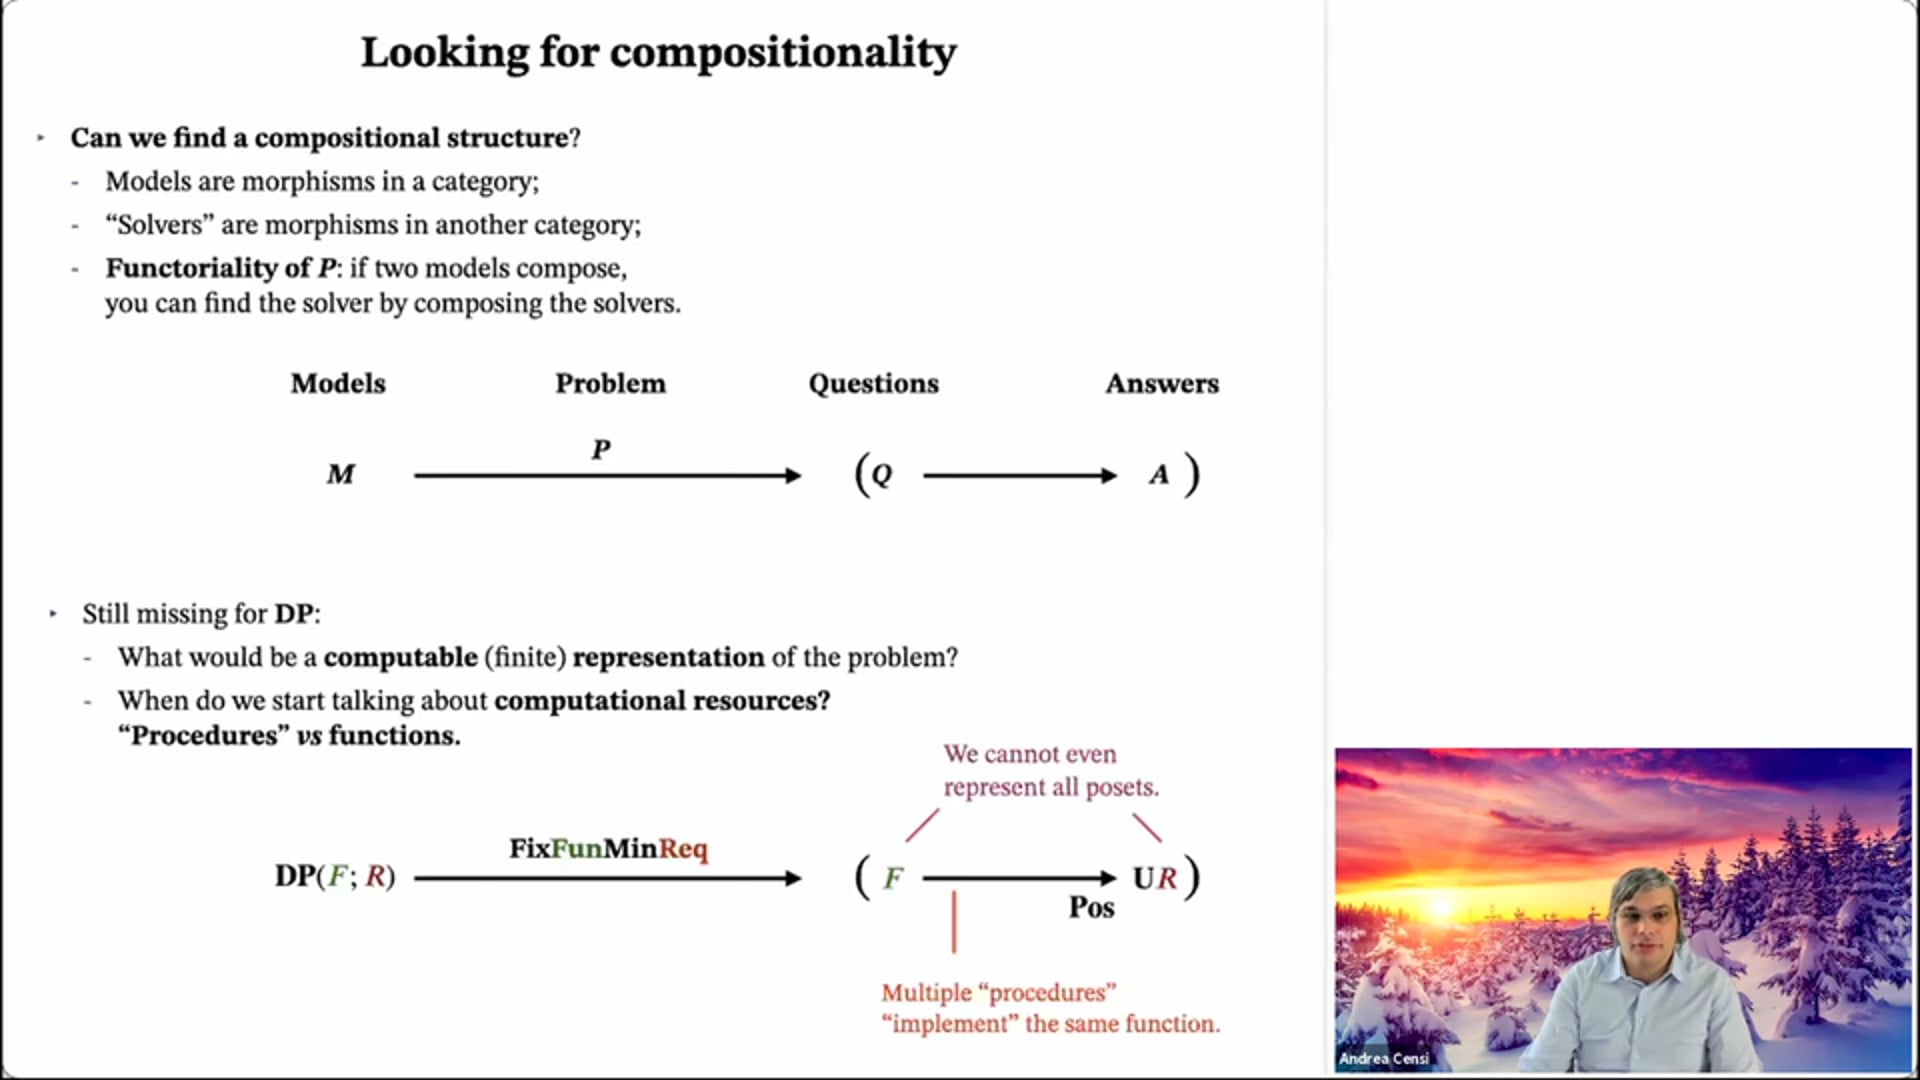 Looking for compositionality
‣ Can we find a compositional structure?
- Models are morphisms in a category;
- “Solvers” are morphisms in another category;
- Functoriality of P: if two models compose,
you can find the solver by composing the solvers.
Models Problem Questions Answers
P
M (Q A )
‣ Still missing for DP:
- What would be a computable (finite) representation of the problem?
- When do we start talking about computational resources?
“Procedures” vs functions.
We cannot even
represent all posets.
FixFunMinReq
DP(F; R) ( F UR )
Pos
Multiple “procedures”
“implement” the same function.
Andrea Censi